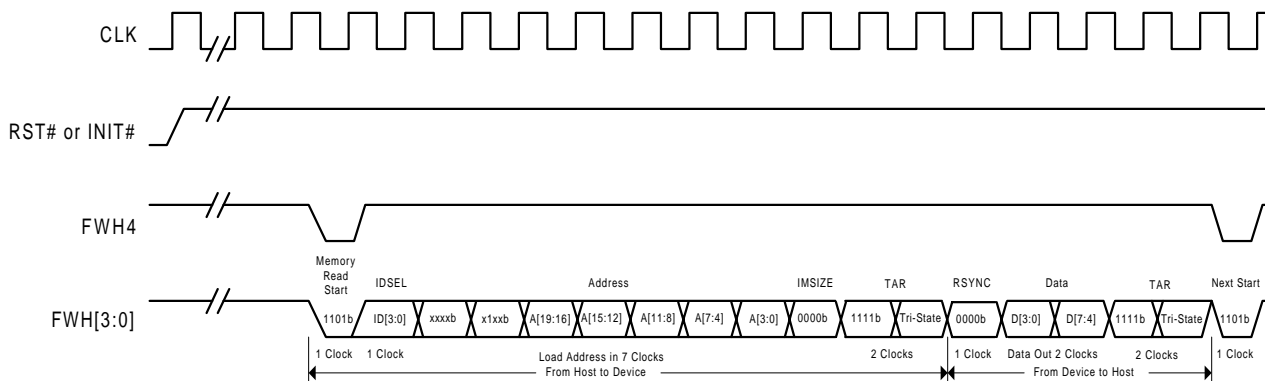 CLK
RST# or INIT#
FWH4
Memory
Read
Start
IDSEL
Address
IMSIZE
TAR
RSYNC
Data
TAR
Next Start
FWH[3:0]
1101b
ID[3:0]
xxxxb
x1xxb
A[19:16]
A[15:12]
A[11:8]
A[7:4]
A[3:0]
0000b
1111b
Tri-State
0000b
D[3:0]
D[7:4]
1111b
Tri-State
1101b
1 Clock
1 Clock
Load Address in 7 Clocks
2 Clocks
1 Clock
Data Out 2 Clocks
2 Clocks
1 Clock
From Host to Device
From Device to Host